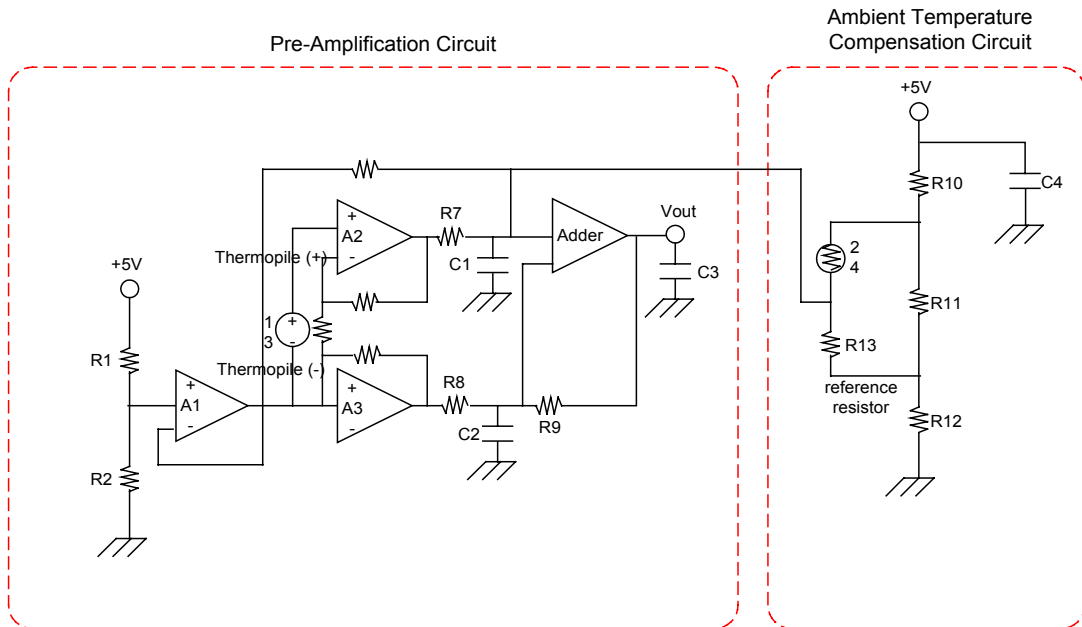 Pre-Amplification Circuit
Ambient Temperature
Compensation Circuit
+5V
R10
C4
+
A2
-
R7
Adder
Vout
Thermopile (+)
C1
C3
2
4
+5V
R11
1
3
+
-
R1
Thermopile (-)
R13
+
A1
-
+
A3
-
R8
R9
C2
reference
resistor
R12
R2